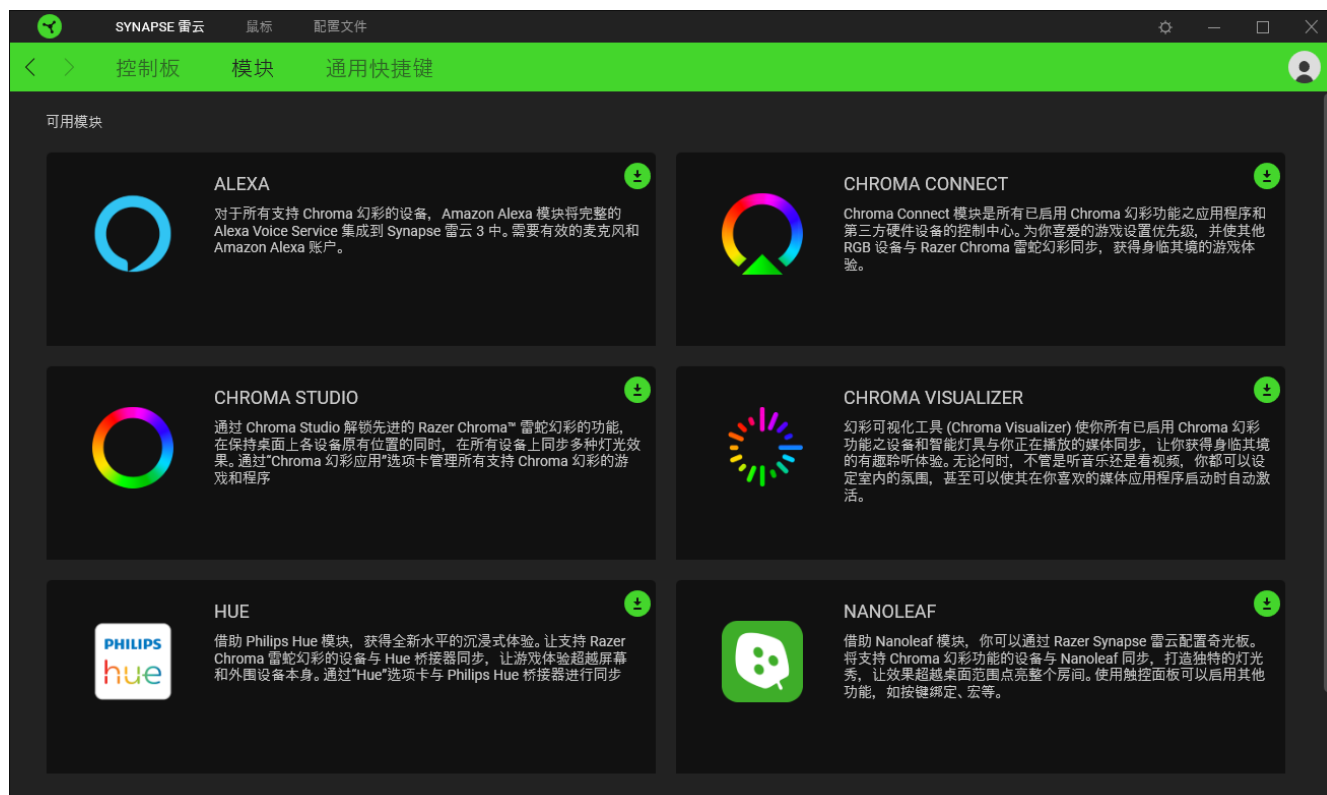 SYNAPSE 雷云 鼠标 配置文件
控制板 模块 通用快捷键
可用模块
ALEXA
对于所有支持 Chroma 幻彩的设备，Amazon Alexa 模块将完整的
Alexa Voice Service 集成到 Synapse 雷云 3 中。需要有效的麦克风和
Amazon Alexa 账户。
CHROMA CONNECT
Chroma Connect 模块是所有已启用 Chroma 幻彩功能之应用程序和
第三方硬件设备的控制中心。为你喜爱的游戏设置优先级，并使其他
RGB 设备与 Razer Chroma 雷蛇幻彩同步，获得身临其境的游戏体
验。
CHROMA STUDIO
通过 Chroma Studio 解锁先进的 Razer Chroma™ 雷蛇幻彩的功能，
在保持桌面上各设备原有位置的同时，在所有设备上同步多种灯光效
果。通过“Chroma 幻彩应用”选项卡管理所有支持 Chroma 幻彩的游
戏和程序
CHROMA VISUALIZER
幻彩可视化工具 (Chroma Visualizer) 使你所有已启用 Chroma 幻彩
功能之设备和智能灯具与你正在播放的媒体同步，让你获得身临其境
的有趣聆听体验。无论何时，不管是听音乐还是看视频，你都可以设
定室内的氛围，甚至可以使其在你喜欢的媒体应用程序启动时自动激
活。
PHILIPS
hue
HUE
借助 Philips Hue 模块，获得全新水平的沉浸式体验。让支持 Razer
Chroma 雷蛇幻彩的设备与 Hue 桥接器同步，让游戏体验超越屏幕
和外围设备本身。通过“Hue”选项卡与 Philips Hue 桥接器进行同步
NANOLEAF
借助 Nanoleaf 模块，你可以通过 Razer Synapse 雷云配置奇光板。
将支持 Chroma 幻彩功能的设备与 Nanoleaf 同步，打造独特的灯光
秀，让效果超越桌面范围点亮整个房间。使用触控面板可以启用其他
功能，如按键绑定、宏等。